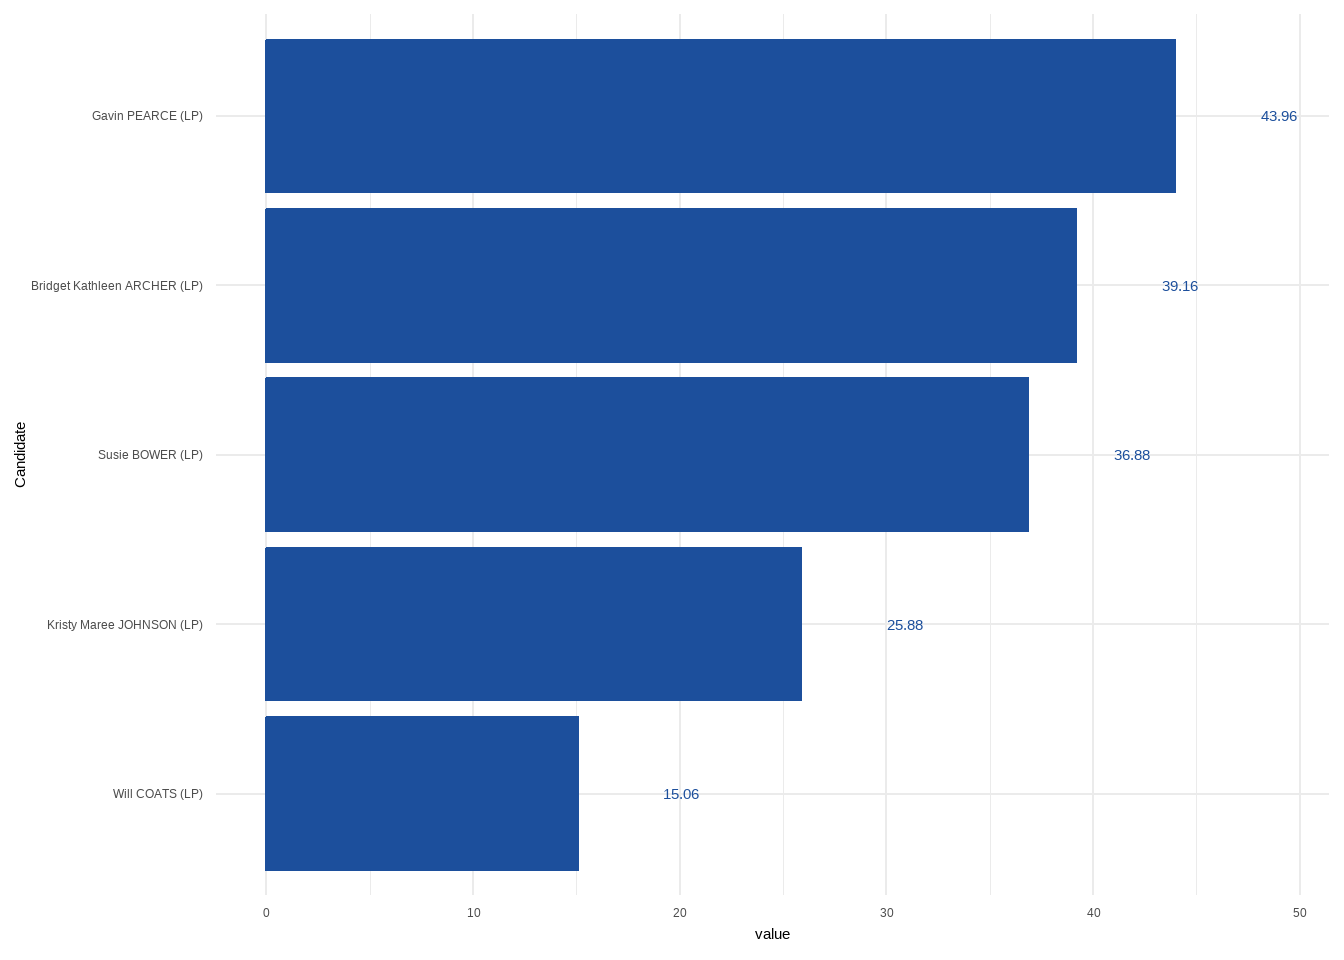 Gavin PEARCE (LP)
43.96
Bridget Kathleen ARCHER (LP)
39.16
Susie BOWER (LP)
36.88
Kristy Maree JOHNSON (LP)
25.88
Will COATS (LP)
15.06
Candidate
0 10 20 30 40 50
value